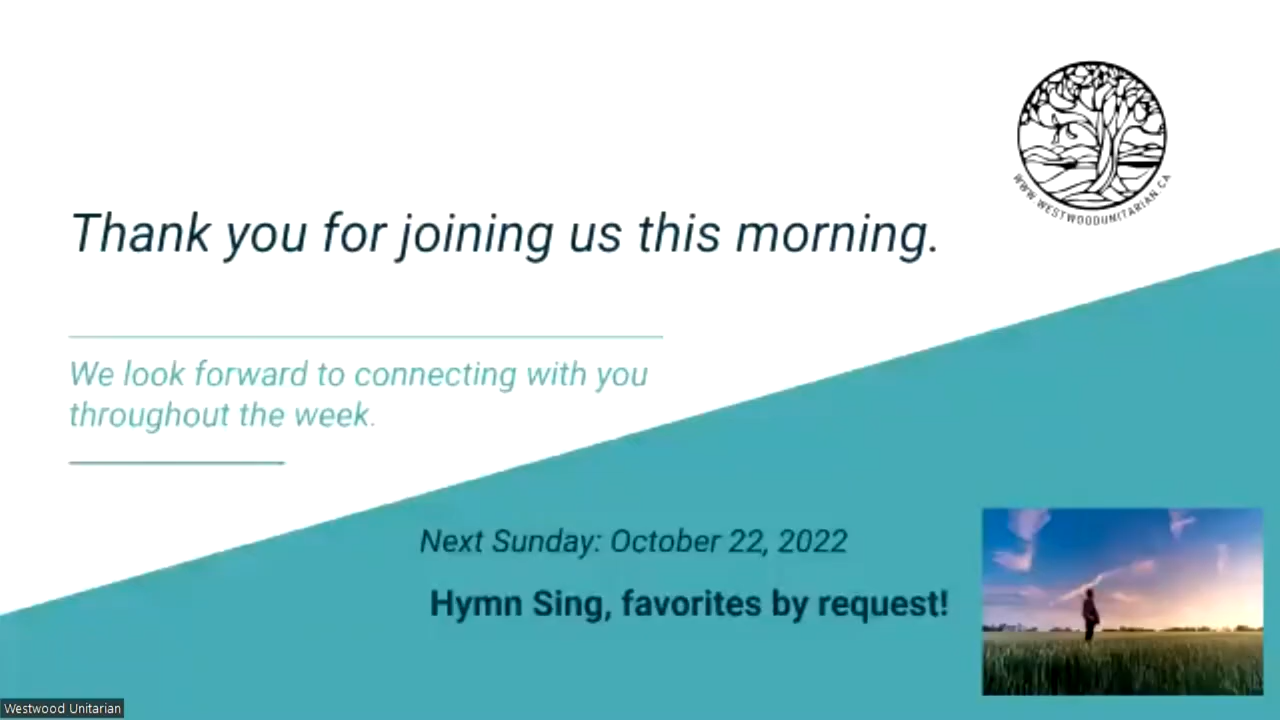 WWW.WESTWOODUNITARIAN.CA
Thank you for joining us this morning.
We look forward to connecting with you
throughout the week.
Next Sunday: October 22, 2022
Hymn Sing, favorites by request!
Westwood Unitarian